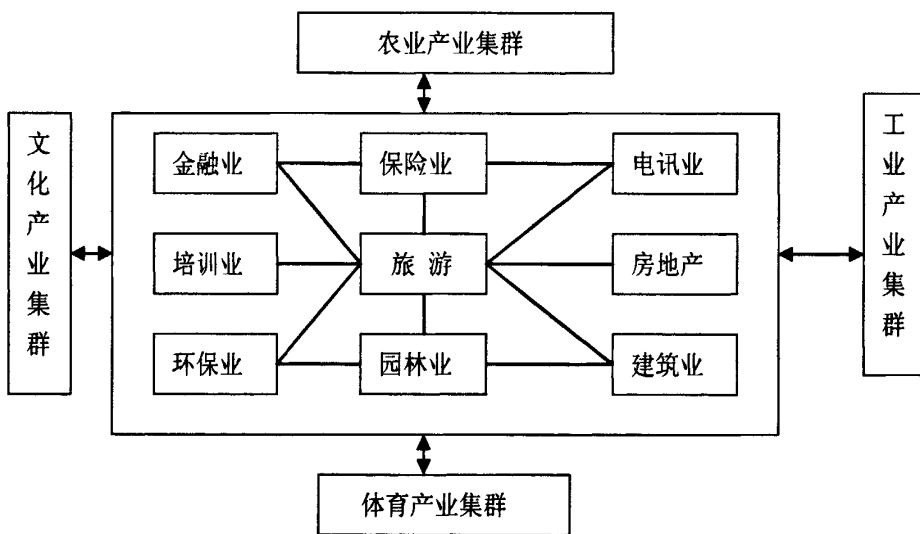 农业产业集群
文化产业集群
金融业
保险业
电讯业
工业产业集群
培训业
旅 游
房地产
环保业
园林业
建筑业
体育产业集群